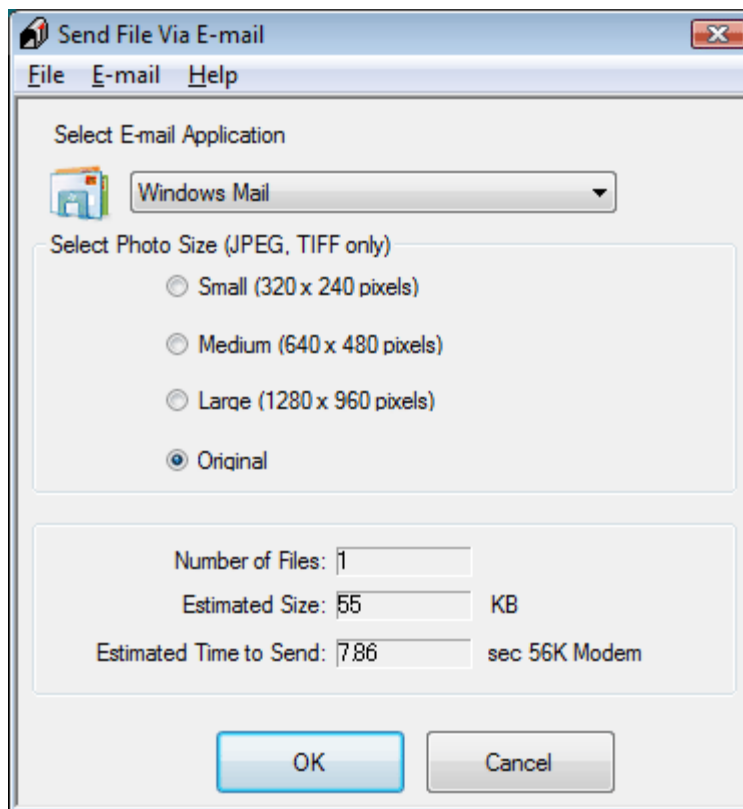 Send File Via E-mail
File E-mail Help
Select E-mail Application
Windows Mail
Select Photo Size (JPEG, TIFF only)
Small (320 x 240 pixels)
Medium (640 x 480 pixels)
Large (1280 x 960 pixels)
Original
Number of Files: 1
Estimated Size: 55 KB
Estimated Time to Send: 7.86 sec 56K Modem
OK Cancel